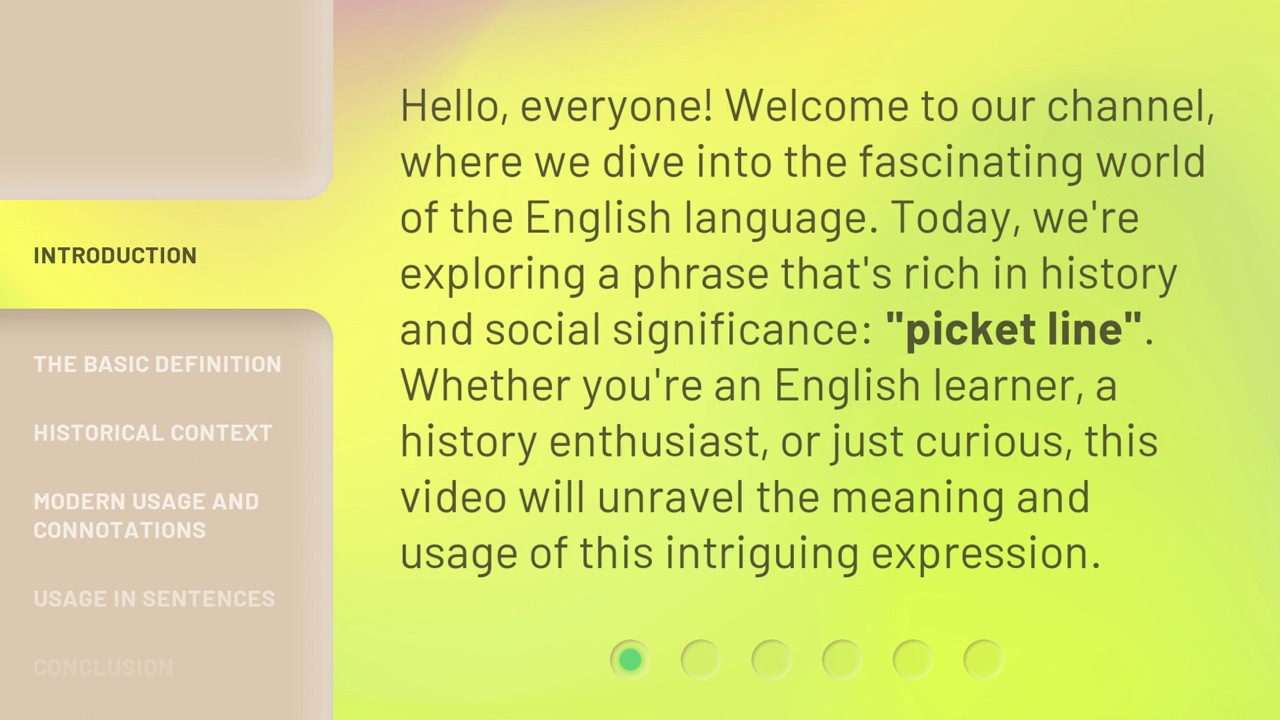 INTRODUCTION
THE BASIC DEFINITION
HISTORICAL CONTEXT
MODERN USAGE AND
CONNOTATIONS
USAGE IN SENTENCES
CONCLUSION
Hello, everyone! Welcome to our channel,
where we dive into the fascinating world
of the English language. Today, we're
exploring a phrase that's rich in history
and social significance: "picket line".
Whether you're an English learner, a
history enthusiast, or just curious, this
video will unravel the meaning and
usage of this intriguing expression.